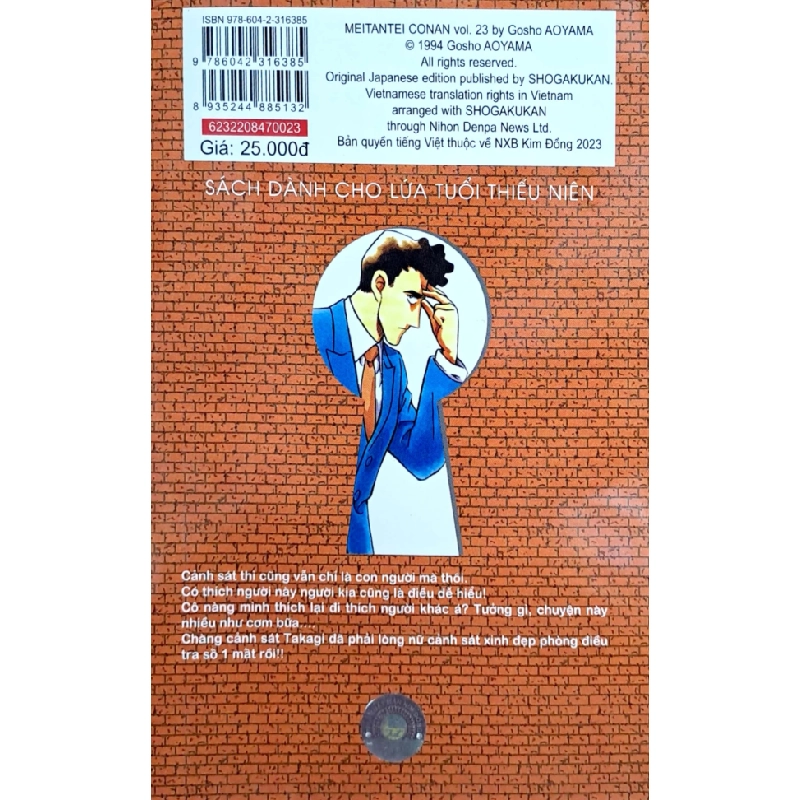 ISBN 978-604-2-316385
9 786042 316385
8 935244 885132
6232208470023
Giá: 25.000đ
MEITANTEI CONAN vol. 23 by Gosho AOYAMA
© 1994 Gosho AOYAMA
All rights reserved.
Original Japanese edition published by SHOGAKUKAN.
Vietnamese translation rights in Vietnam
arranged with SHOGAKUKAN
through Nihon Denpa News Ltd.
Bản quyền tiếng Việt thuộc về NXB Kim Đồng 2023
SÁCH DÀNH CHO LỨA TUỔI THIẾU NIÊN
Cảnh sát thì cũng vẫn chỉ là con người mà thôi.
Có thích người này người kia cũng là điều dễ hiểu!
Cô nàng mình thích lại đi thích người khác á? Tưởng gì, chuyện này
nhiều như cơm bữa....
Chàng cảnh sát Takagi đã phải lòng nữ cảnh sát xinh đẹp phòng điều
tra số 1 mất rồi!!